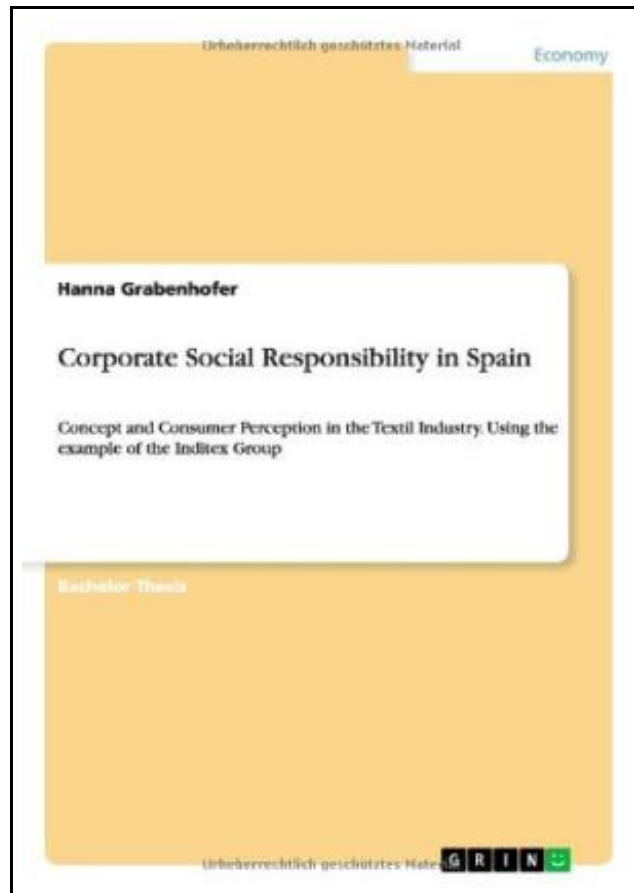 Urheberrechtlich geschütztes Material
Economy
Hanna Grabenhofer
Corporate Social Responsibility in Spain
Concept and Consumer Perception in the Textil Industry. Using the
example of the Inditex Group
Bachelor Thesis
Urheberrechtlich geschütztes Mate
G R I N